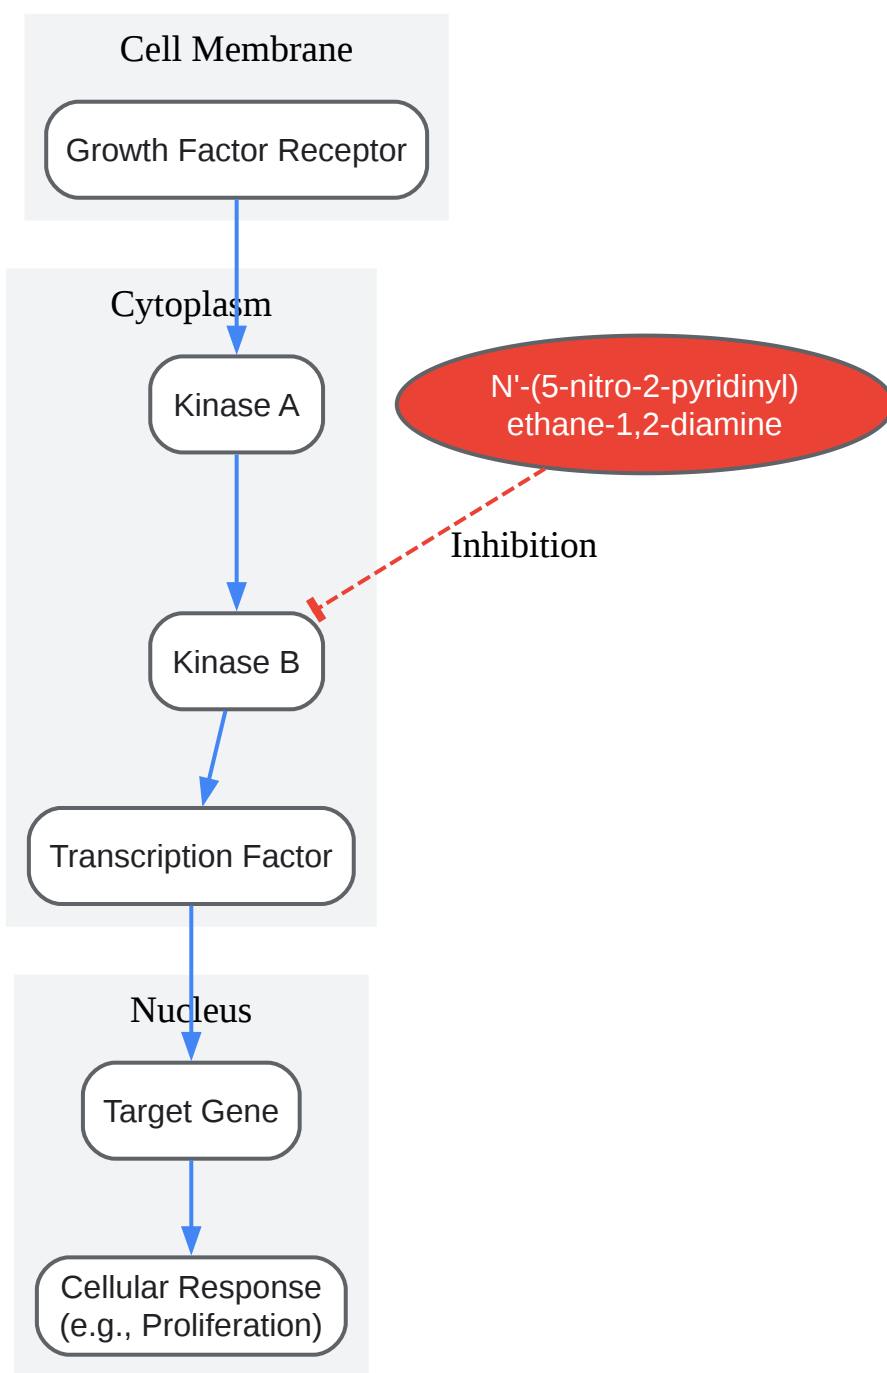 Cell Membrane
Growth Factor Receptor
Cytoplasm
Kinase A
N'-(5-nitro-2-pyridinyl)
ethane-1,2-diamine
Inhibition
Kinase B
Transcription Factor
Nucleus
Target Gene
Cellular Response
(e.g., Proliferation)